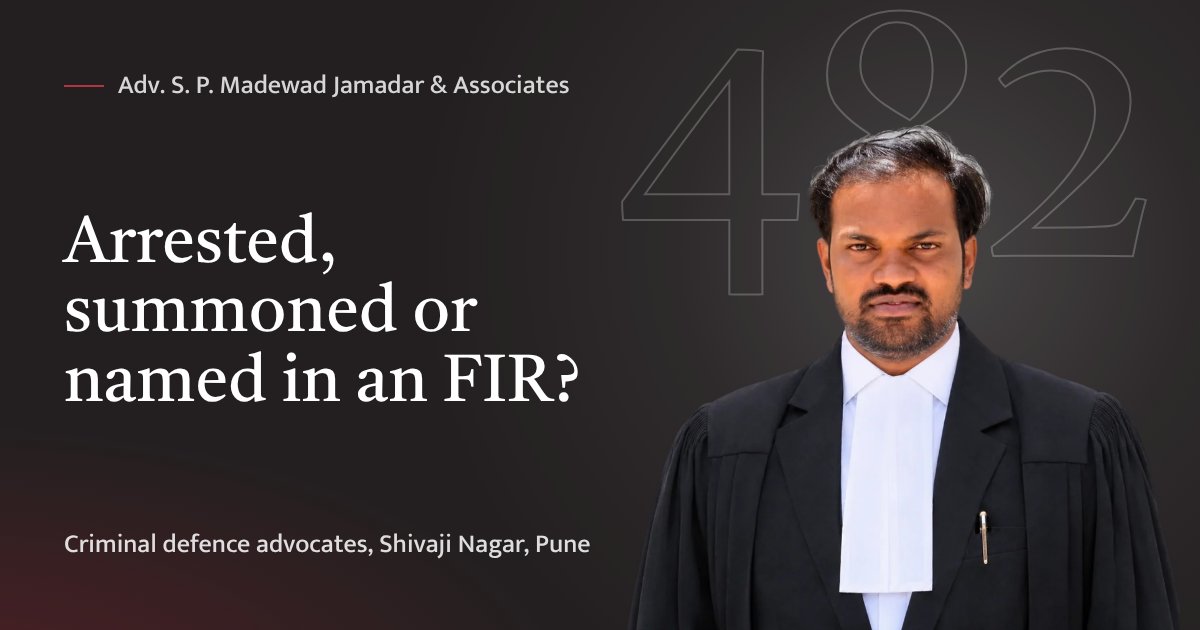 Adv. S. P. Madewad Jamadar & Associates
482
Arrested,
summoned or
named in an FIR?
Criminal defence advocates, Shivaji Nagar, Pune